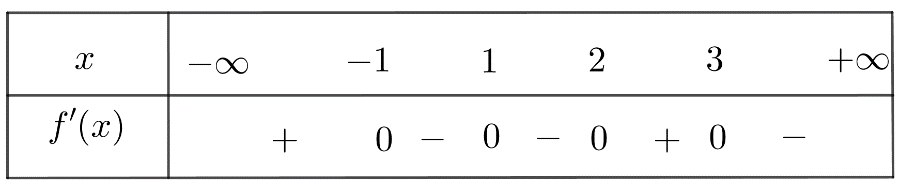 x −∞ −1 1 2 3 +∞
f′(x) + 0 − 0 − 0 + 0 −